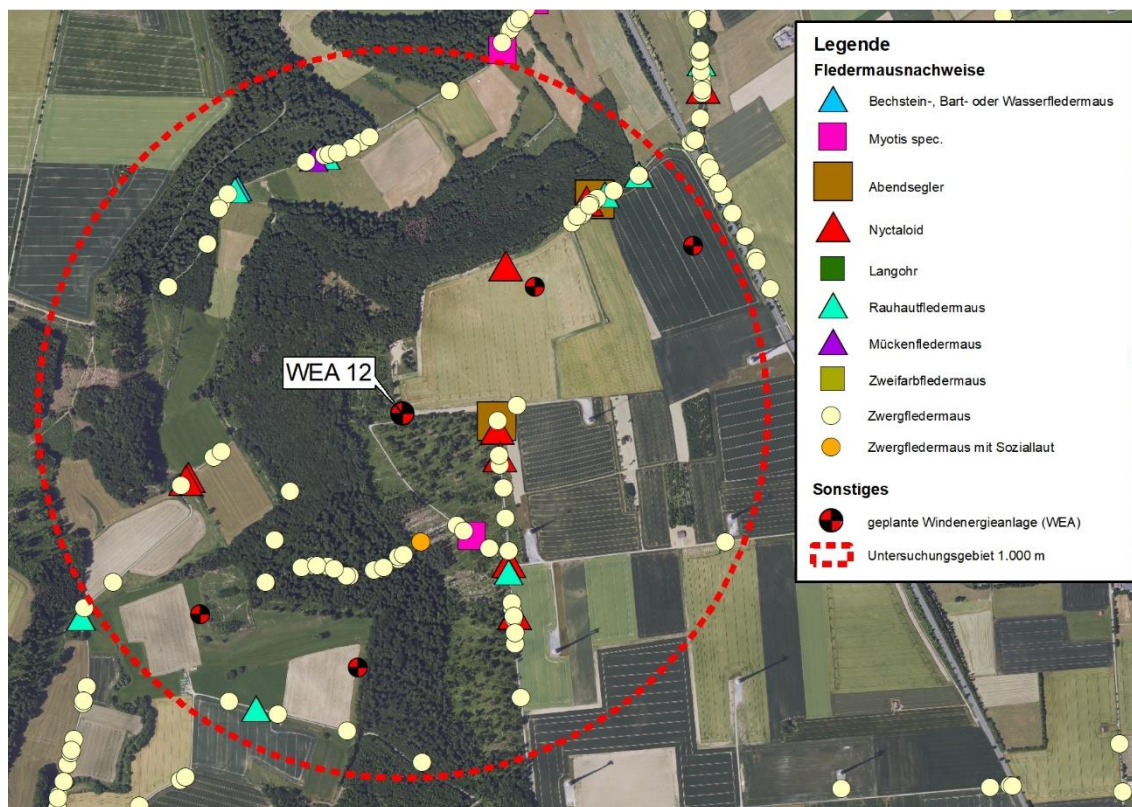 WEA 12
Legende
Fledermausnachweise
Bechstein-, Bart- oder Wasserfledermaus
Myotis spec.
Abendsegler
Nyctaloid
Langohr
Rauhautfledermaus
Mückenfledermaus
Zweifarbfledermaus
Zwergfledermaus
Zwergfledermaus mit Soziallaut
Sonstiges
geplante Windenergieanlage (WEA)
Untersuchungsgebiet 1.000 m